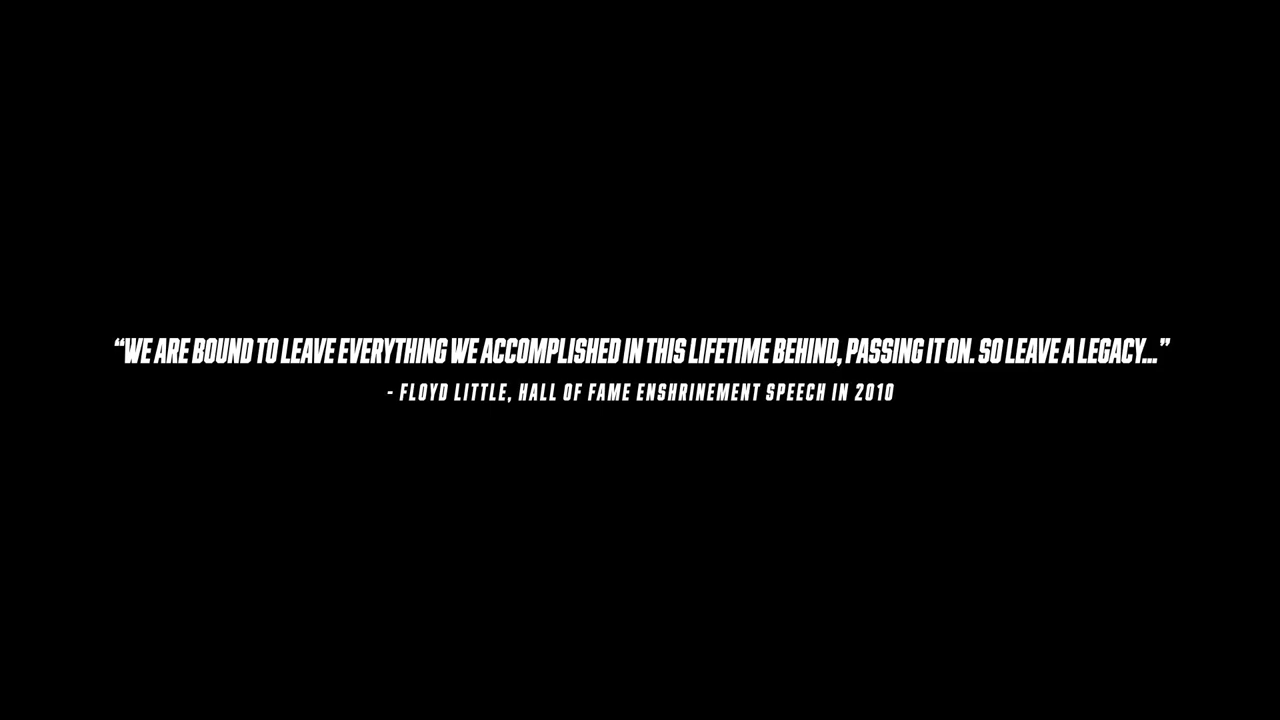 “WE ARE BOUND TO LEAVE EVERYTHING WE ACCOMPLISHED IN THIS LIFETIME BEHIND, PASSING IT ON. SO LEAVE A LEGACY...”
- FLOYD LITTLE, HALL OF FAME ENSHRINEMENT SPEECH IN 2010